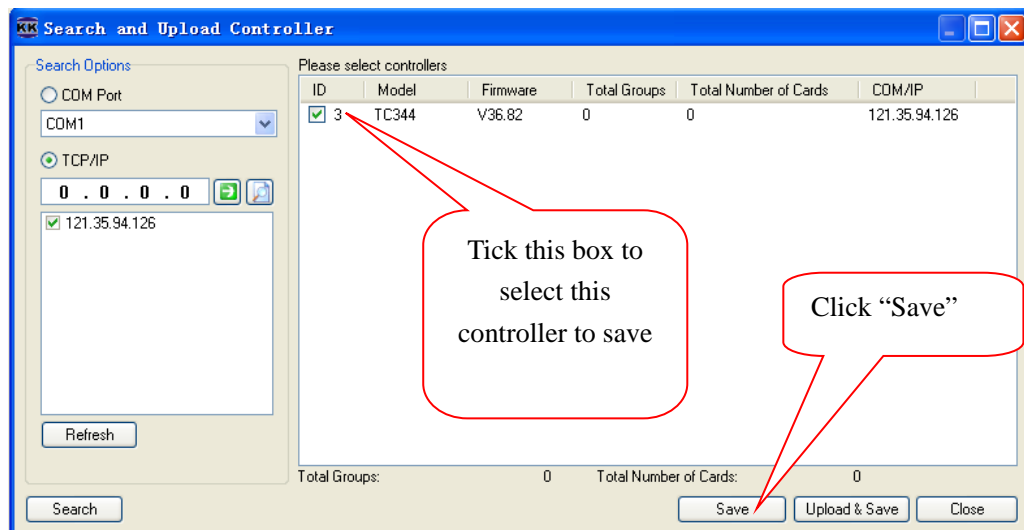 KK Search and Upload Controller
Search Options
COM Port
COM1
TCP/IP
0 . 0 . 0 . 0
121.35.94.126
Refresh
Search
Please select controllers
ID Model Firmware Total Groups Total Number of Cards COM/IP
3 TC344 V36.82 0 0 121.35.94.126
Tick this box to
select this
controller to save
Click “Save”
Total Groups: 0 Total Number of Cards: 0
Save Upload & Save Close